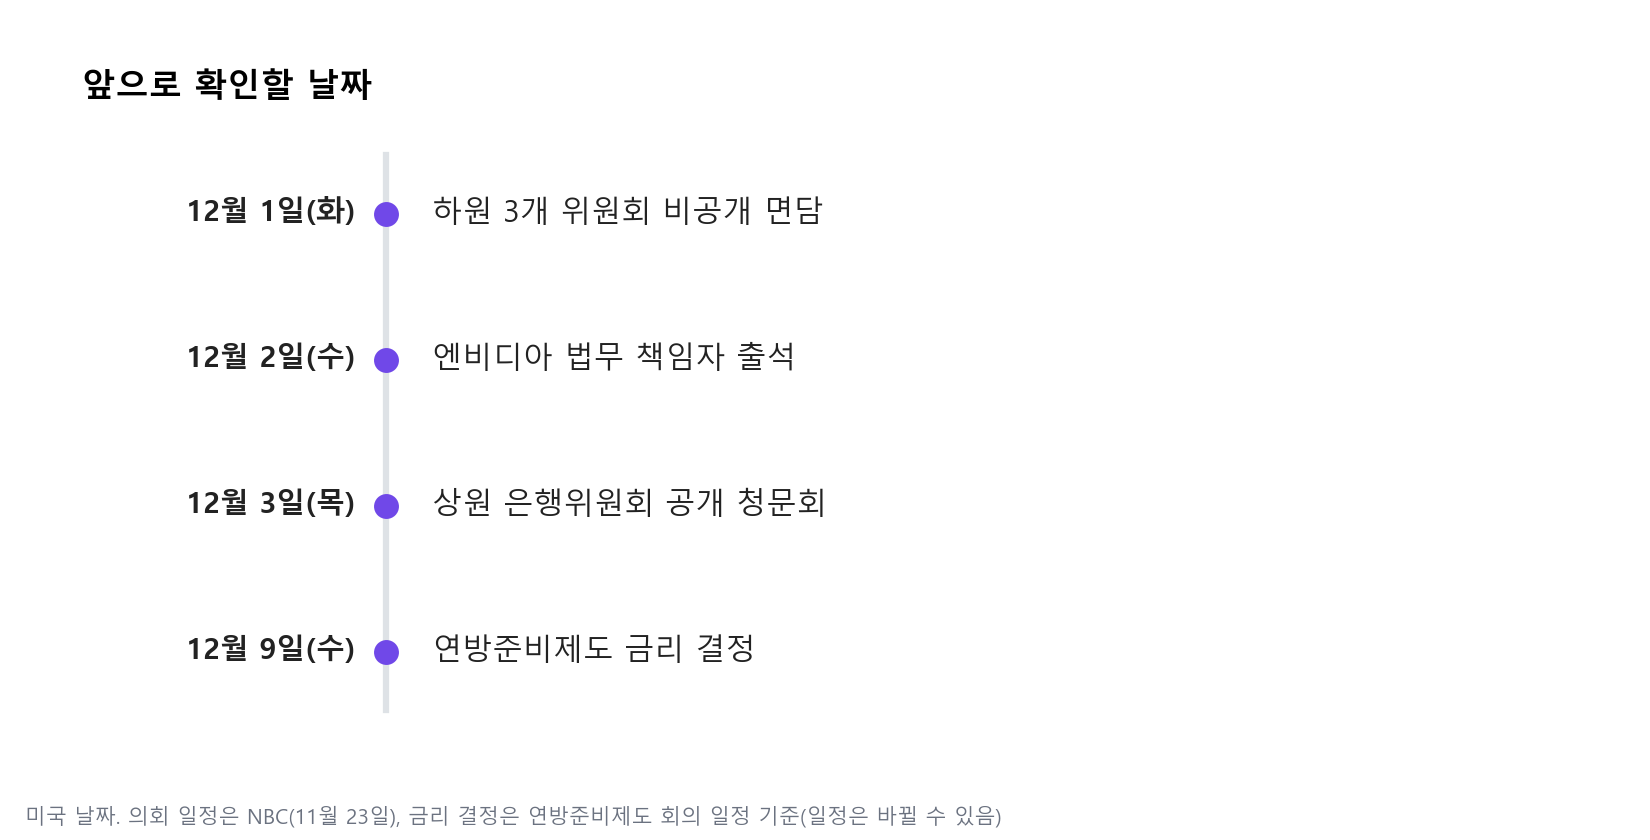 앞으로 확인할 날짜
12월 1일(화) 하원 3개 위원회 비공개 면담
12월 2일(수) 엔비디아 법무 책임자 출석
12월 3일(목) 상원 은행위원회 공개 청문회
12월 9일(수) 연방준비제도 금리 결정
미국 날짜. 의회 일정은 NBC(11월 23일), 금리 결정은 연방준비제도 회의 일정 기준(일정은 바뀔 수 있음)